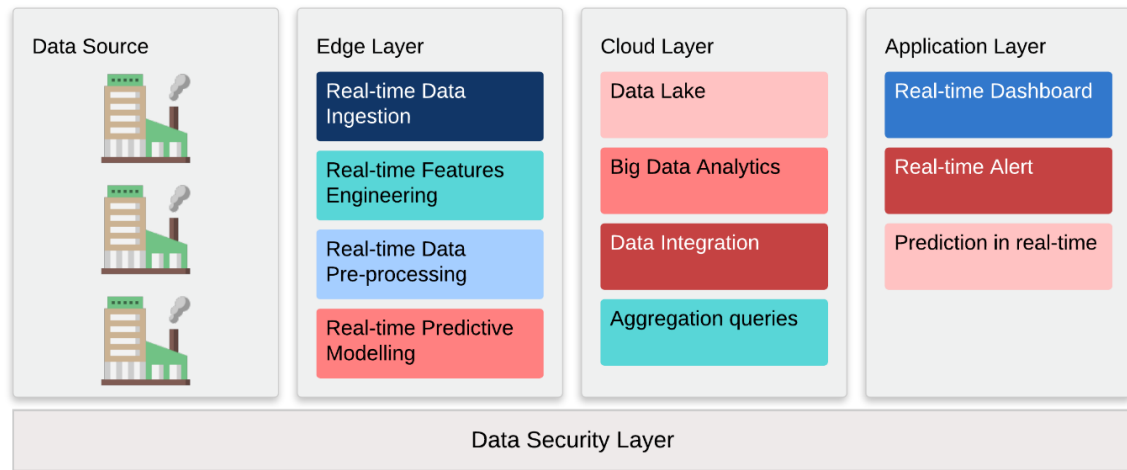 Data Source
Edge Layer
Real-time Data
Ingestion
Real-time Features
Engineering
Real-time Data
Pre-processing
Real-time Predictive
Modelling
Cloud Layer
Data Lake
Big Data Analytics
Data Integration
Aggregation queries
Application Layer
Real-time Dashboard
Real-time Alert
Prediction in real-time
Data Security Layer